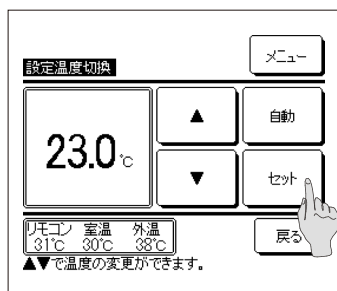 設定温度切換
メニュー
▲
自動
23.0℃
▼
セット
リモコン 室温 外温
31℃ 30℃ 38℃
戻る
▲▼で温度の変更ができます。